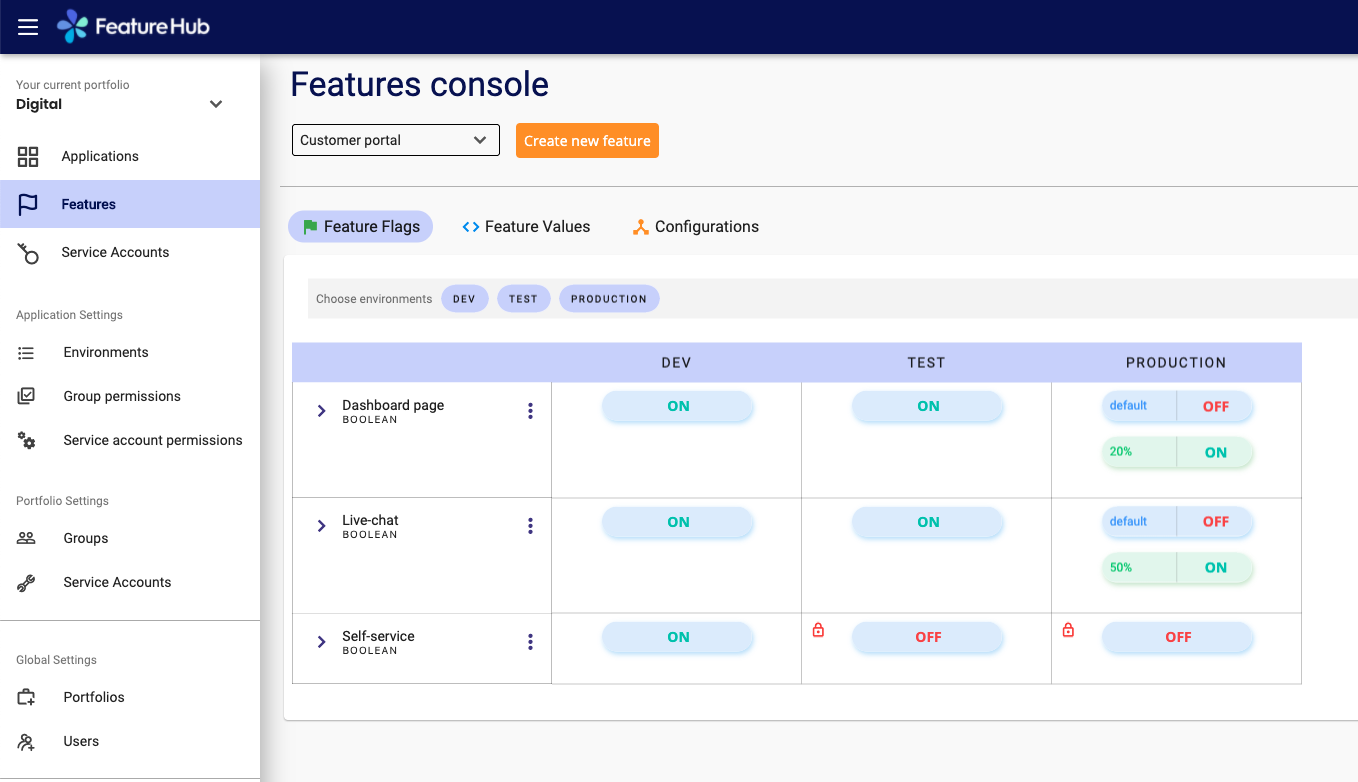 FeatureHub
Your current portfolio
Digital
Applications
Features
Service Accounts
Application Settings
Environments
Group permissions
Service account permissions
Portfolio Settings
Groups
Service Accounts
Global Settings
Portfolios
Users
Features console
Customer portal
Create new feature
Feature Flags
Feature Values
Configurations
Choose environments DEV TEST PRODUCTION
DEV TEST PRODUCTION
Dashboard page ON ON default OFF
BOOLEAN
20% ON
Live-chat ON ON default OFF
BOOLEAN
50% ON
Self-service ON OFF OFF
BOOLEAN